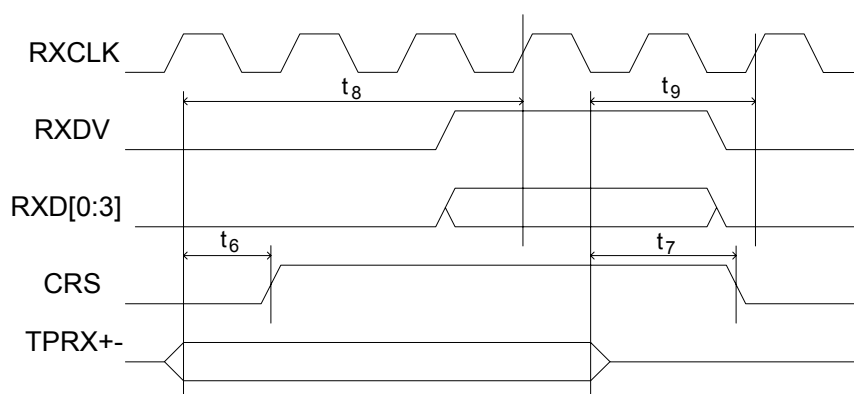 RXCLK
t8
t9
RXDV
RXD[0:3]
t6
t7
CRS
TPRX+-